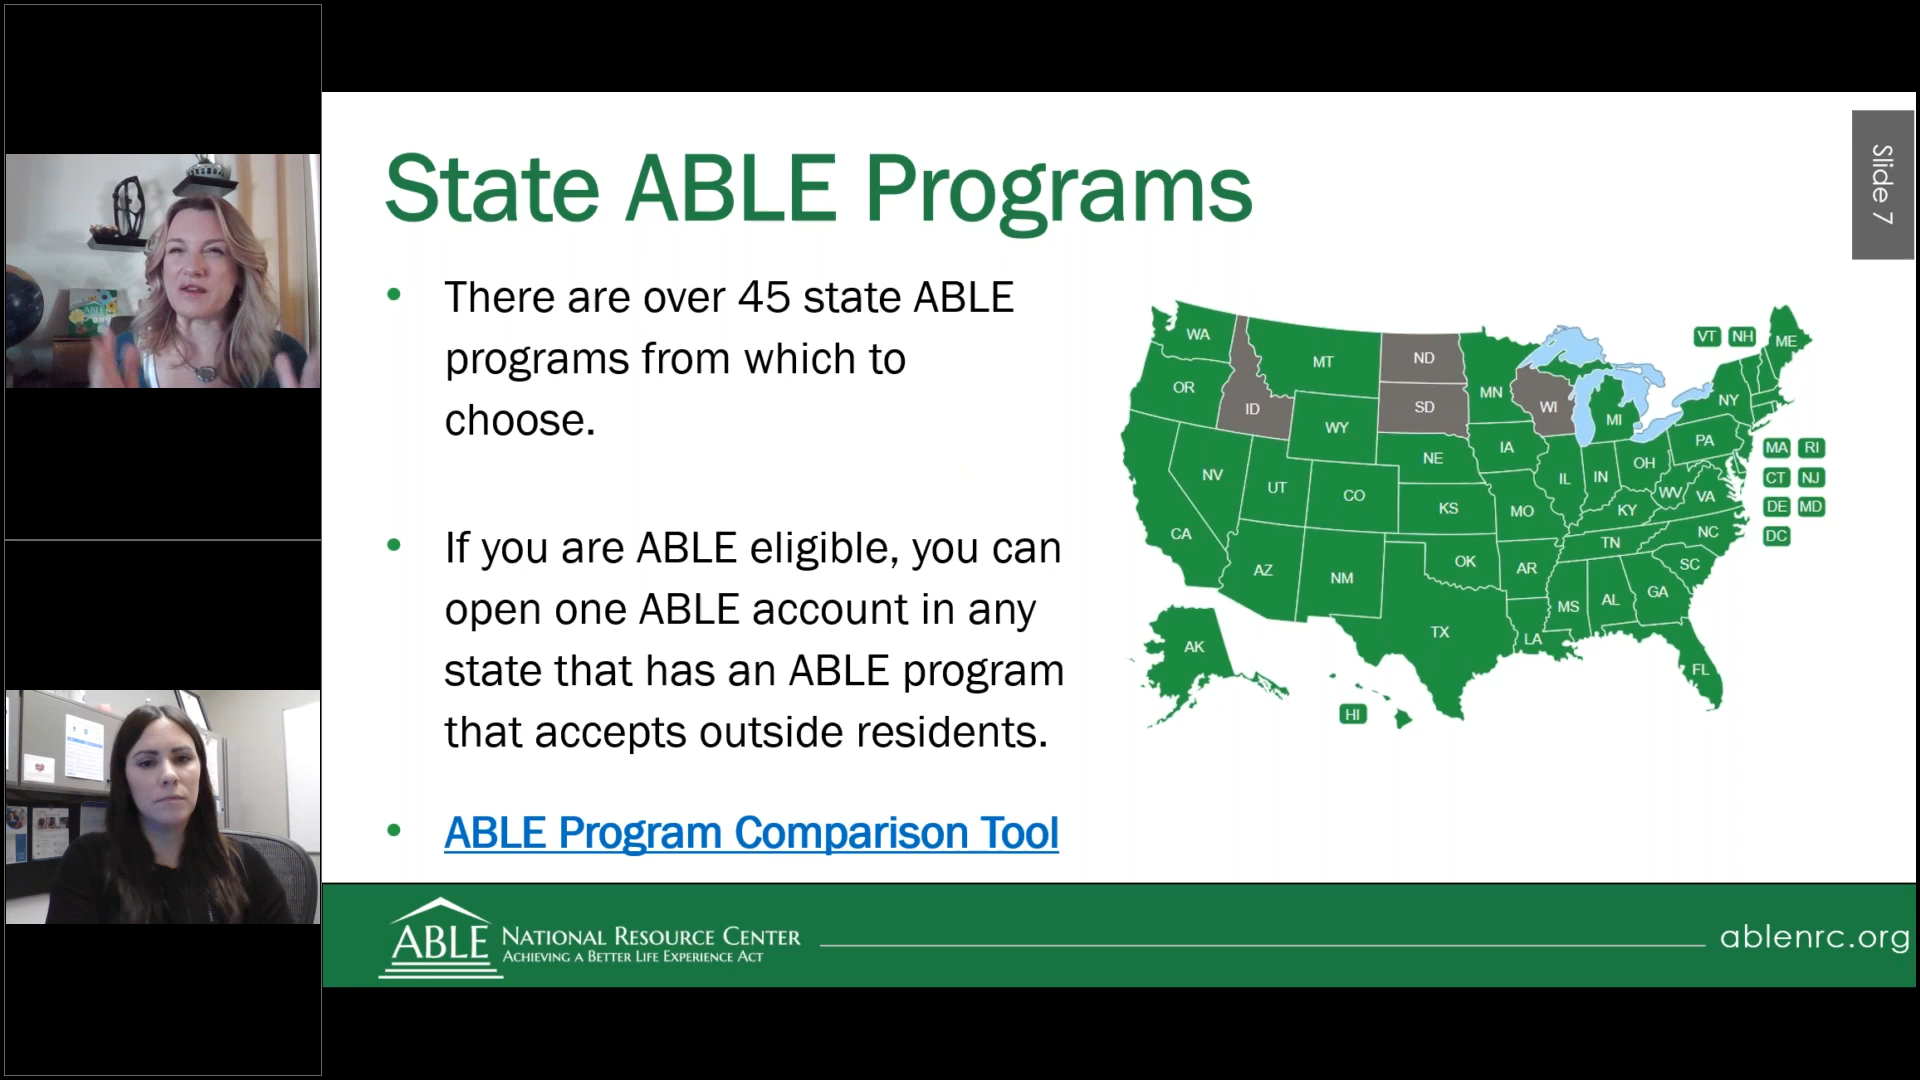 State ABLE Programs
Slide 7
• There are over 45 state ABLE
programs from which to
choose.
• If you are ABLE eligible, you can
open one ABLE account in any
state that has an ABLE program
that accepts outside residents.
• ABLE Program Comparison Tool
WA
MT
ND
VT NH
ME
OR
ID
SD
MN
WI
MI
NY
WY
IA
PA
MA RI
NE
NV
UT
CO
IL
IN
OH
CT NJ
WV
VA
KS
MO
KY
DE MD
CA
NC
DC
TN
AZ
NM
OK
AR
SC
MS
AL
GA
TX
LA
AK
FL
HI
ABLE
NATIONAL RESOURCE CENTER
ACHIEVING A BETTER LIFE EXPERIENCE ACT
ablenrc.org
ABLE